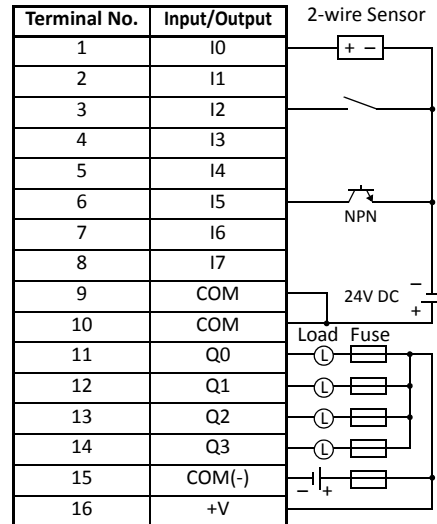 Terminal No. Input/Output 2-wire Sensor
1 I0 + −
2 I1
3 I2
4 I3
5 I4
6 I5
NPN
7 I6
8 I7
9 COM 24V DC −
+
10 COM
Load Fuse
11 Q0 L
12 Q1 L
13 Q2 L
14 Q3 L
15 COM(-) − +
16 +V